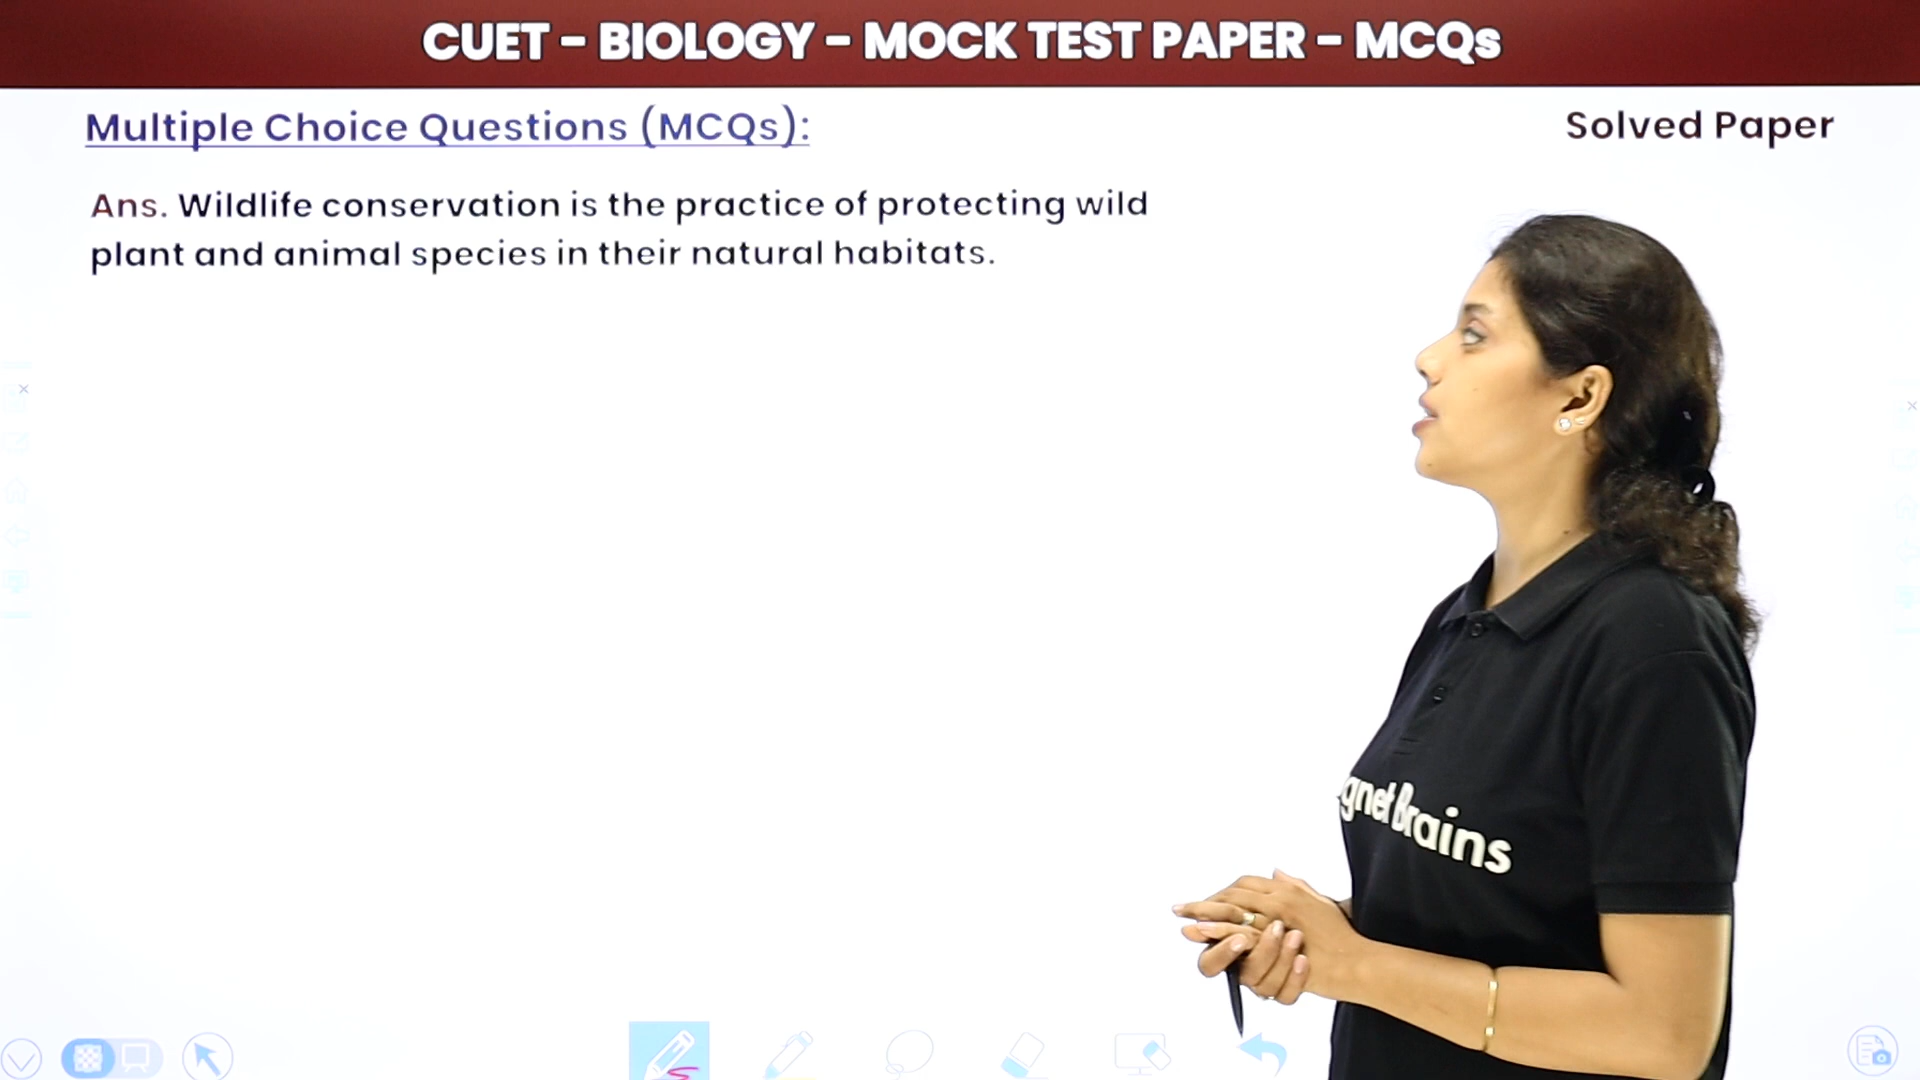 CUET - BIOLOGY - MOCK TEST PAPER - MCQs
Multiple Choice Questions (MCQs):
Solved Paper
Ans. Wildlife conservation is the practice of protecting wild
plant and animal species in their natural habitats.
gnet Brains